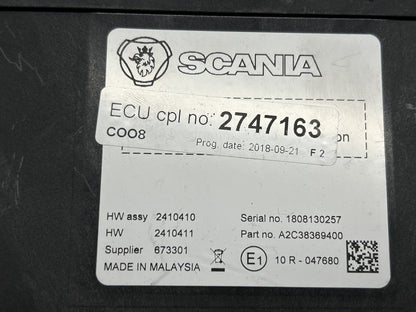 SCANIA
ECU cpl no: 2747163
COO8
Prog. date: 2018-09-21 F 2
on
HW assy 2410410
Serial no. 1808130257
HW 2410411
Part no. A2C38369400
Supplier 673301
MADE IN MALAYSIA
E1 10 R - 047680